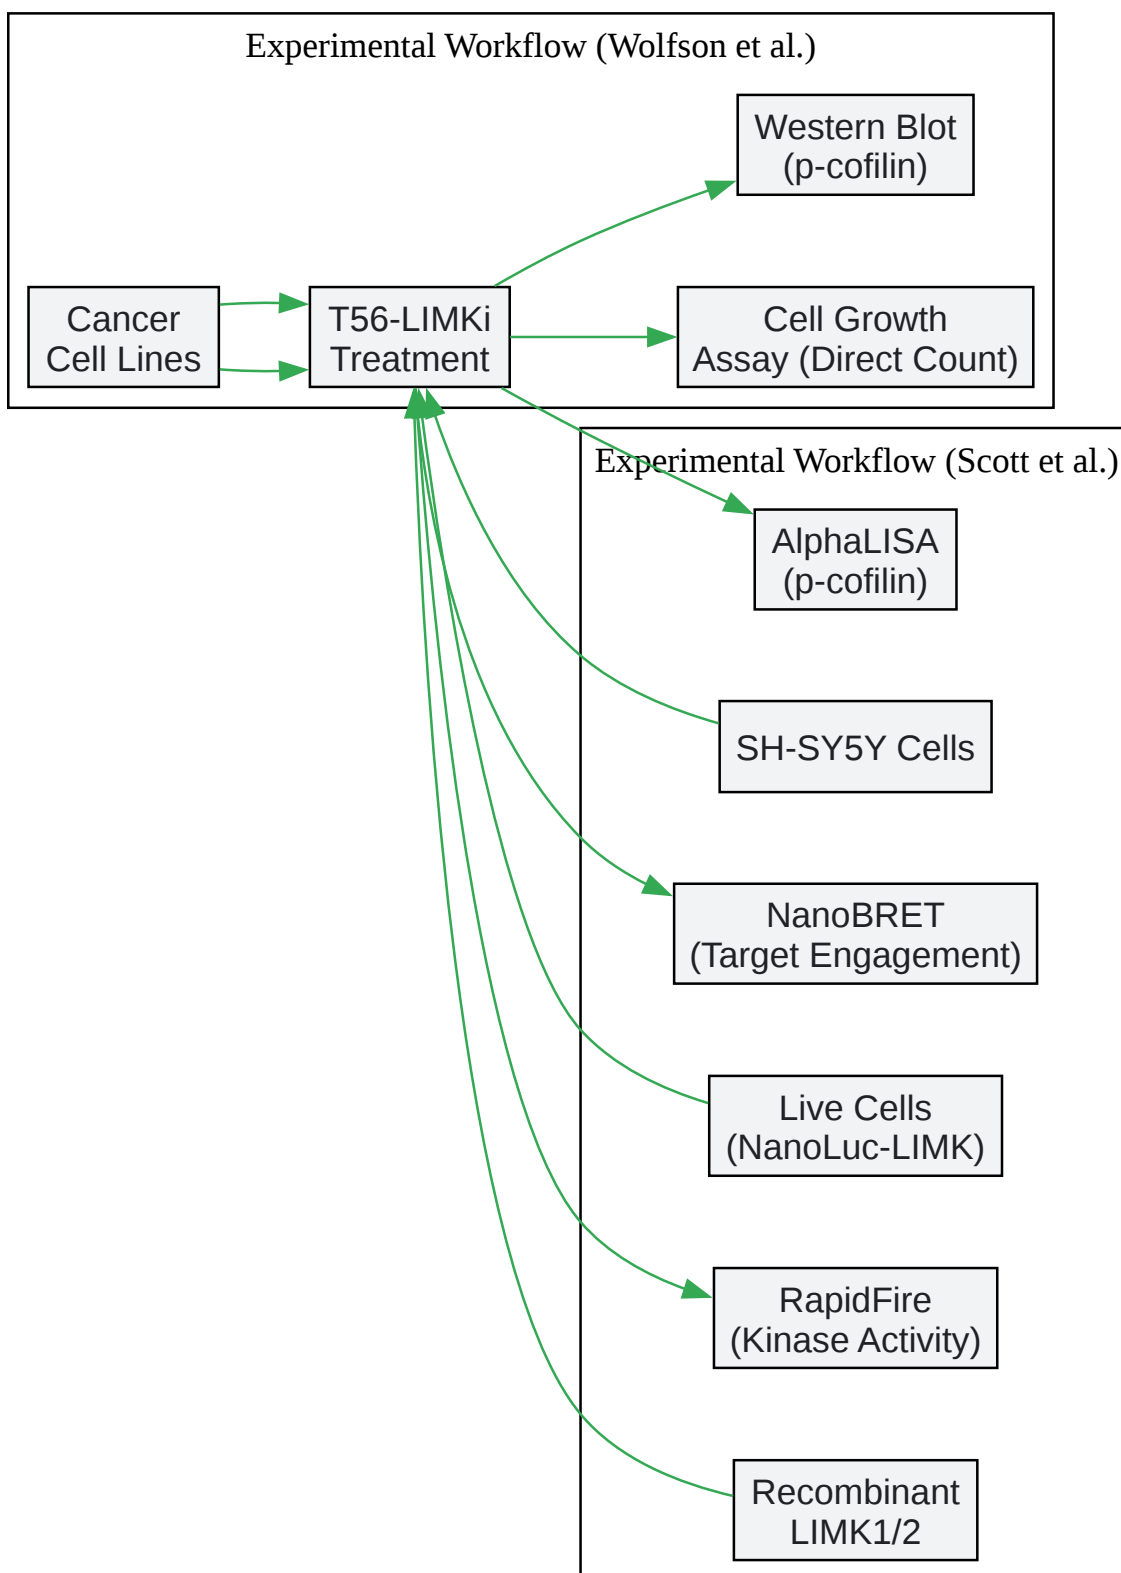 Experimental Workflow (Wolfson et al.)
Western Blot
(p-cofilin)
Cancer
Cell Lines
T56-LIMKi
Treatment
Cell Growth
Assay (Direct Count)
Experimental Workflow (Scott et al.)
AlphaLISA
(p-cofilin)
SH-SY5Y Cells
NanoBRET
(Target Engagement)
Live Cells
(NanoLuc-LIMK)
RapidFire
(Kinase Activity)
Recombinant
LIMK1/2